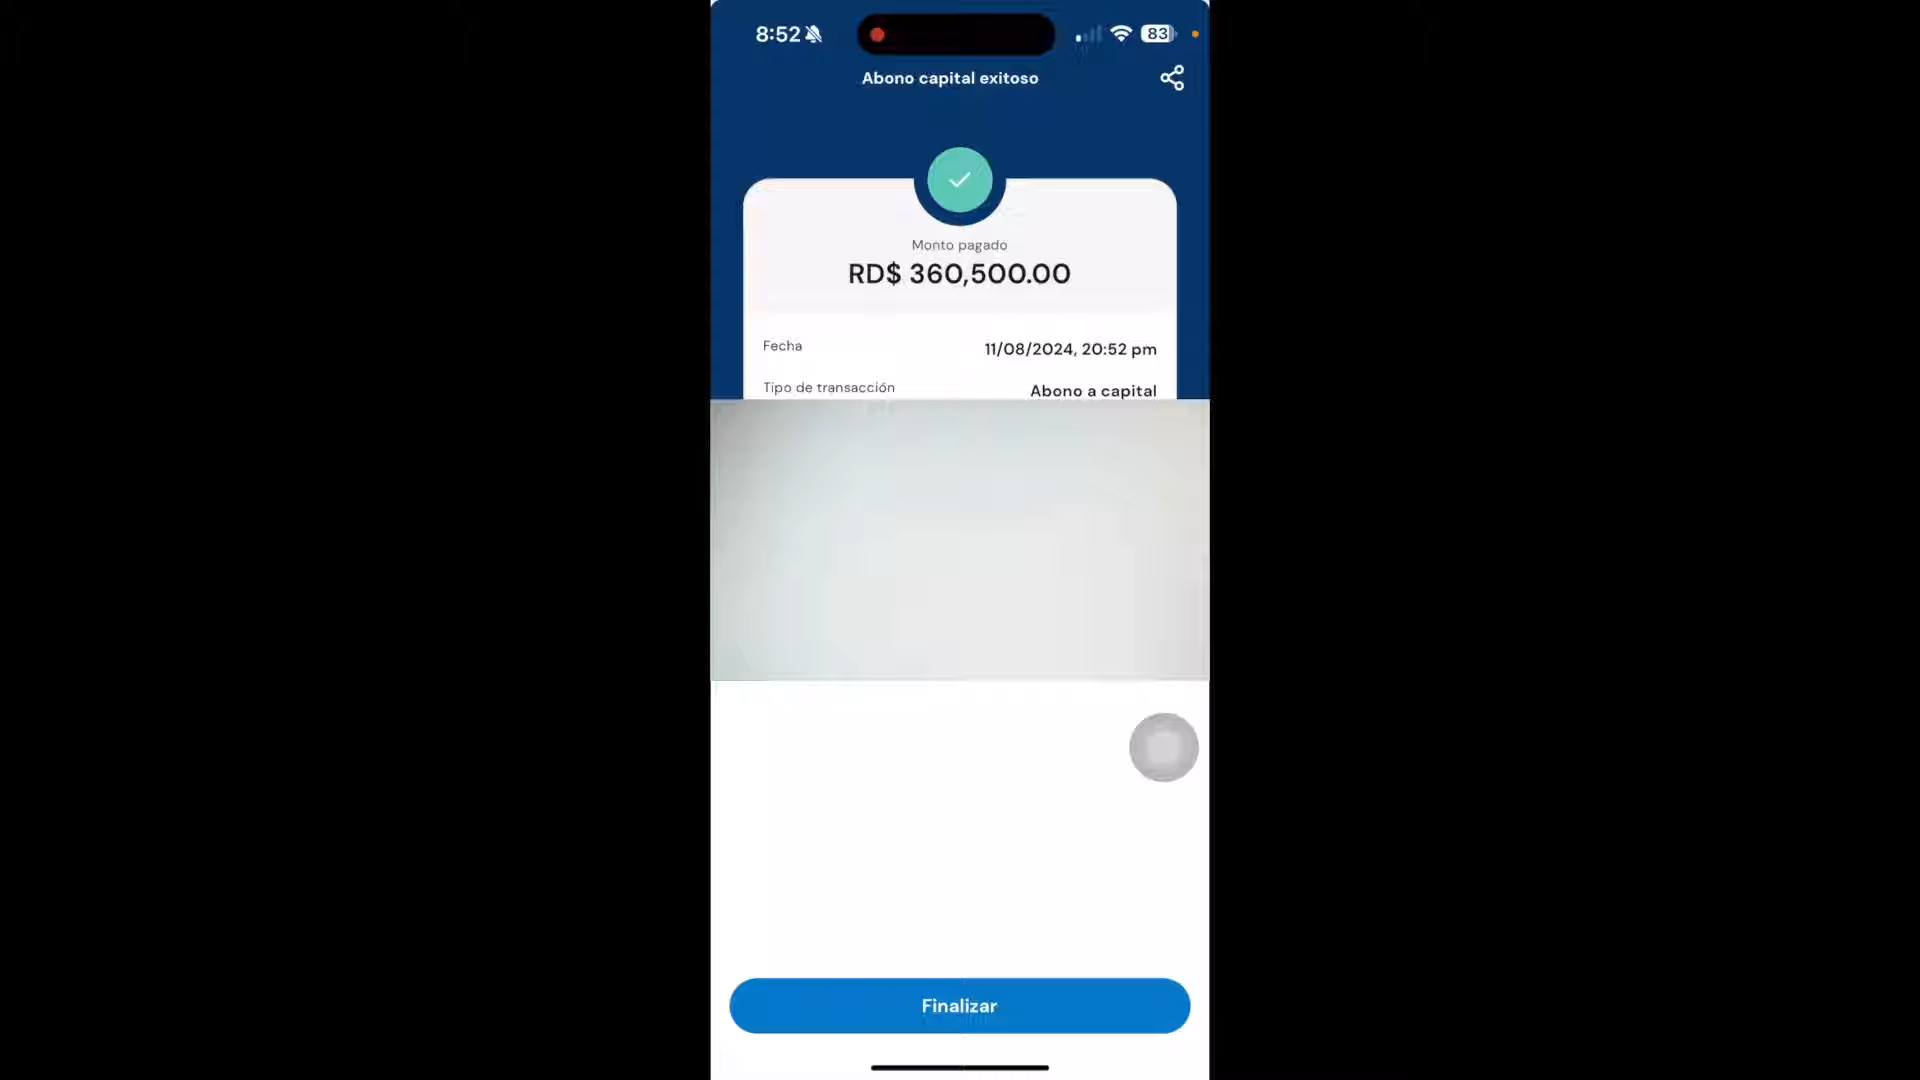 8:52
83
Abono capital exitoso
Monto pagado
RD$ 360,500.00
Fecha
11/08/2024, 20:52 pm
Tipo de transacción
Abono a capital
Finalizar